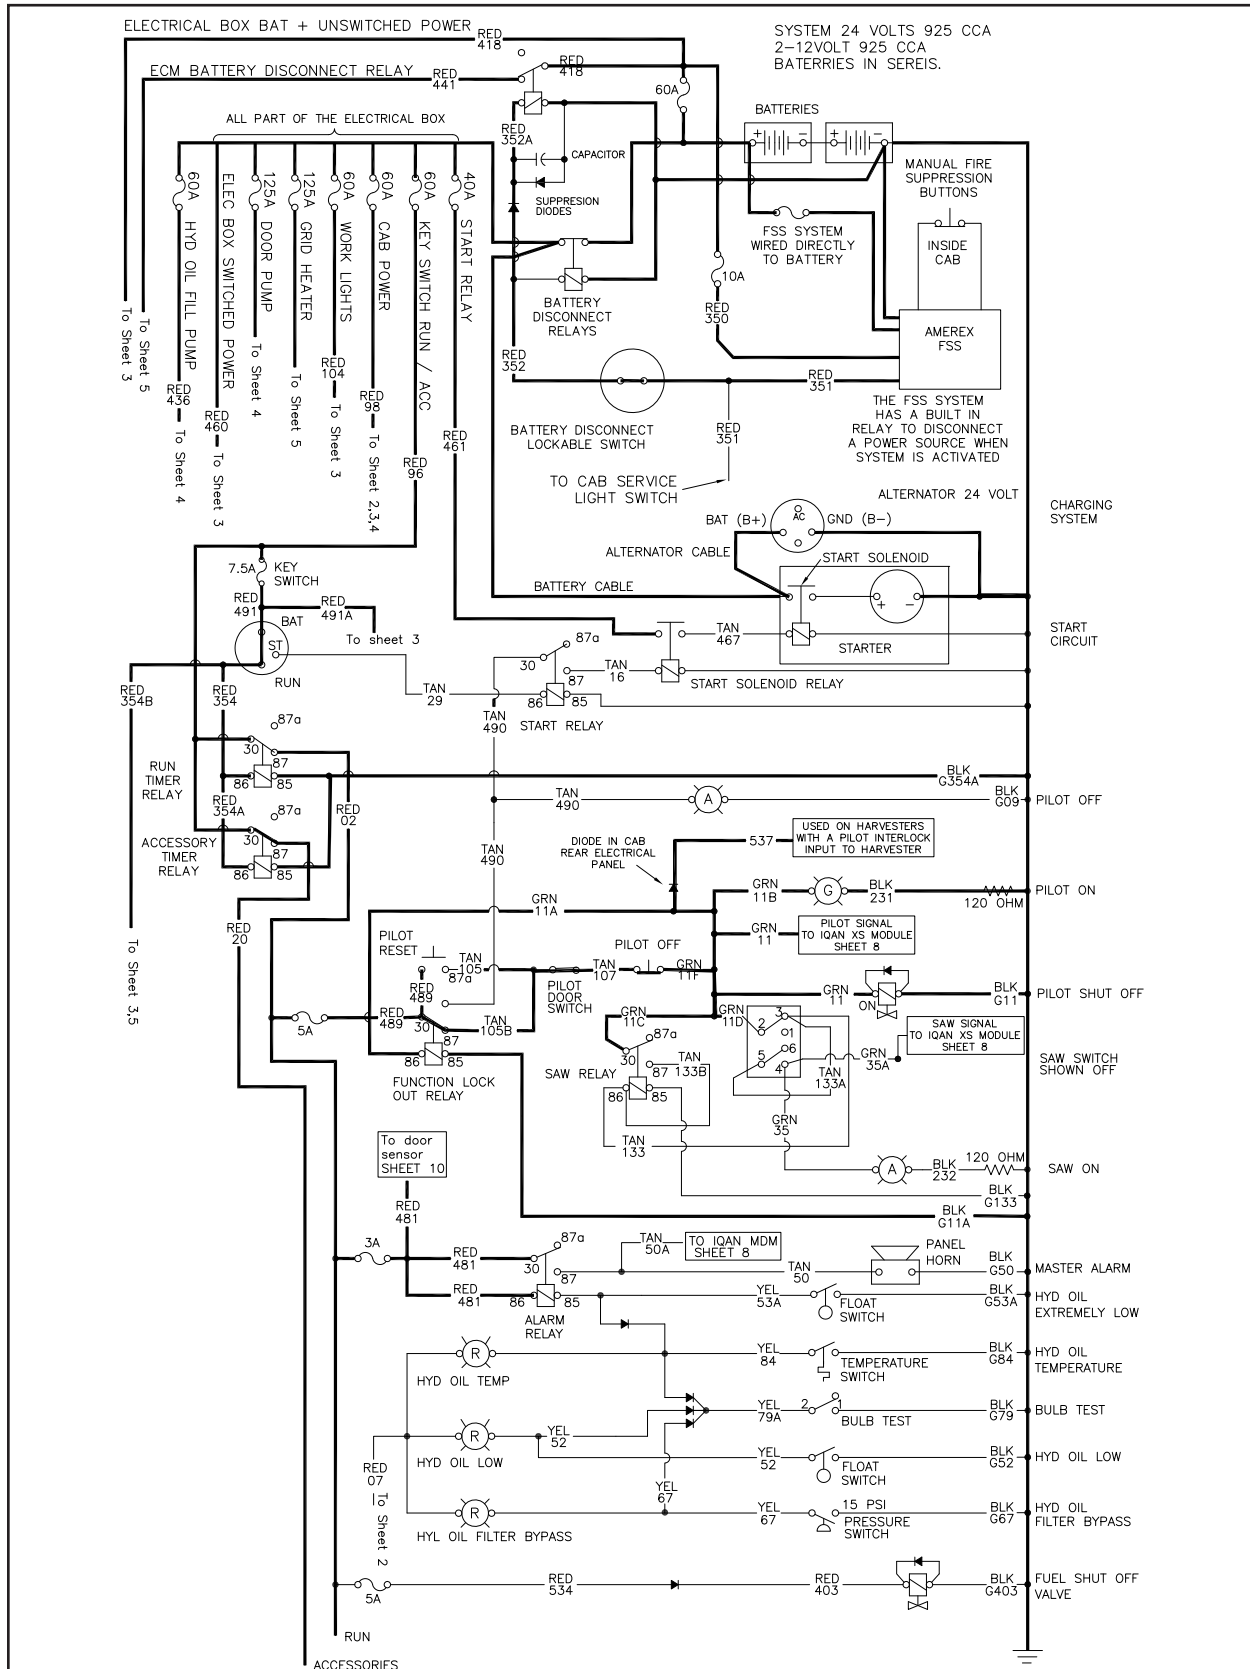 ELECTRICAL BOX BAT + UNSWITCHED POWER
RED
418
SYSTEM 24 VOLTS 925 CCA
2-12VOLT 925 CCA
BATERRIES IN SEREIS.
ECM BATTERY DISCONNECT RELAY
RED
441
RED
418
60A
ALL PART OF THE ELECTRICAL BOX
RED
352A
CAPACITOR
SUPPRESION
DIODES
BATTERIES
+ -
+ -
MANUAL FIRE
SUPPRESSION
BUTTONS
INSIDE
CAB
FSS SYSTEM
WIRED DIRECTLY
TO BATTERY
60A
HYD OIL FILL PUMP
ELEC BOX SWITCHED POWER
125A
DOOR PUMP
125A
GRID HEATER
60A
WORK LIGHTS
60A
CAB POWER
60A
KEY SWITCH RUN / ACC
40A
START RELAY
10A
RED
350
AMEREX
FSS
BATTERY
DISCONNECT
RELAYS
To Sheet 3
To Sheet 5
RED
436
To Sheet 4
RED
460
To Sheet 3
To Sheet 4
To Sheet 5
RED
104
To Sheet 3
RED
98
To Sheet 2,3,4
RED
96
RED
461
RED
352
RED
351
RED
351
THE FSS SYSTEM
HAS A BUILT IN
RELAY TO DISCONNECT
A POWER SOURCE WHEN
SYSTEM IS ACTIVATED
BATTERY DISCONNECT
LOCKABLE SWITCH
TO CAB SERVICE
LIGHT SWITCH
ALTERNATOR 24 VOLT
CHARGING
SYSTEM
BAT (B+)
AC
GND (B-)
ALTERNATOR CABLE
START SOLENOID
BATTERY CABLE
+ -
STARTER
7.5A
KEY
SWITCH
RED
491
RED
491A
BAT
ST
To sheet 3
RUN
TAN
467
START
CIRCUIT
87a
30
87
TAN
16
START SOLENOID RELAY
RED
354B
RED
354
TAN
29
86
85
START RELAY
TAN
490
87a
30
87
86
85
RUN
TIMER
RELAY
RED
354A
87a
RED
02
BLK
G354A
TAN
490
A
BLK
G09
PILOT OFF
ACCESSORY
TIMER
RELAY
30
87
86
85
TAN
490
DIODE IN CAB
REAR ELECTRICAL
PANEL
537
USED ON HARVESTERS
WITH A PILOT INTERLOCK
INPUT TO HARVESTER
GRN
11B
G
BLK
231
120 OHM
PILOT ON
GRN
11A
RED
20
To Sheet 3,5
GRN
11
PILOT SIGNAL
TO IQAN XS MODULE
SHEET 8
PILOT
RESET
TAN
105
87a
RED
489
PILOT
DOOR
SWITCH
TAN
107
PILOT OFF
GRN
11F
GRN
11
ON
BLK
G11
PILOT SHUT OFF
5A
RED
489
30
87
TAN
105B
86
85
FUNCTION LOCK
OUT RELAY
GRN
11C
87a
30
87
TAN
133B
SAW RELAY
86
85
GRN
11D
3
2
1
6
5
4
TAN
133A
GRN
35A
SAW SIGNAL
TO IQAN XS MODULE
SHEET 8
SAW SWITCH
SHOWN OFF
TAN
133
GRN
35
To door
sensor
SHEET 10
A
BLK
232
120 OHM
SAW ON
BLK
G133
BLK
G11A
RED
481
3A
RED
481
RED
481
87a
30
87
86
85
ALARM
RELAY
TAN
50A
TO IQAN MDM
SHEET 8
TAN
50
PANEL
HORN
BLK
G50
MASTER ALARM
YEL
53A
FLOAT
SWITCH
BLK
G53A
HYD OIL
EXTREMELY LOW
R
HYD OIL TEMP
YEL
84
TEMPERATURE
SWITCH
BLK
G84
HYD OIL
TEMPERATURE
YEL
79A
2
1
BULB TEST
BLK
G79
BULB TEST
R
HYD OIL LOW
YEL
52
YEL
52
FLOAT
SWITCH
BLK
G52
HYD OIL LOW
RED
07
To Sheet 2
YEL
67
R
HYL OIL FILTER BYPASS
YEL
67
15 PSI
PRESSURE
SWITCH
BLK
G67
HYD OIL
FILTER BYPASS
5A
RED
534
RED
403
BLK
G403
FUEL SHUT OFF
VALVE
RUN
ACCESSORIES